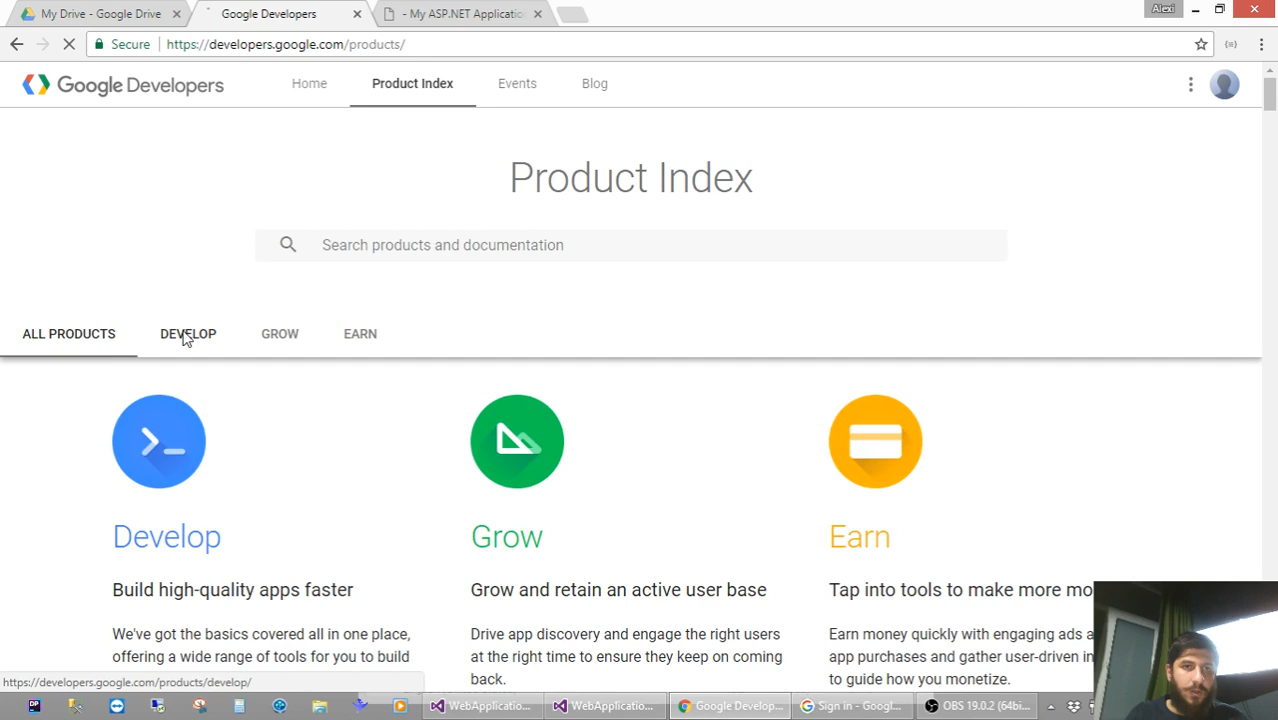 My Drive - Google Drive
Google Developers
- My ASP.NET Applicatio
Alexi
Secure
https://developers.google.com/products/
Google Developers
Home
Product Index
Events
Blog
Product Index
Search products and documentation
ALL PRODUCTS
DEVELOP
GROW
EARN
Develop
Grow
Earn
Build high-quality apps faster
Grow and retain an active user base
Tap into tools to make more mo
We've got the basics covered all in one place,
offering a wide range of tools for you to build
Drive app discovery and engage the right users
at the right time to ensure they keep on coming
back.
Earn money quickly with engaging ads a
app purchases and gather user-driven in
to guide how you monetize.
https://developers.google.com/products/develop/
WebApplicatio...
WebApplicatio...
Google Develop...
Sign in - Googl...
OBS 19.0.2 (64bi...